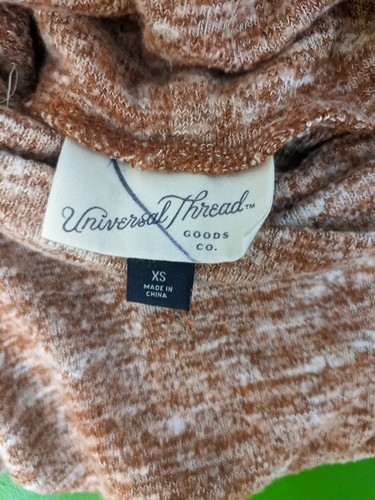 Universal Thread™
GOODS
CO.
XS
MADE IN
CHINA